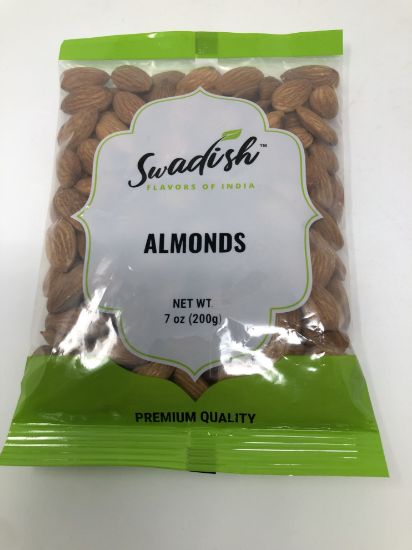 Swadish™
FLAVORS OF INDIA
ALMONDS
NET WT.
7 oz (200g)
PREMIUM QUALITY